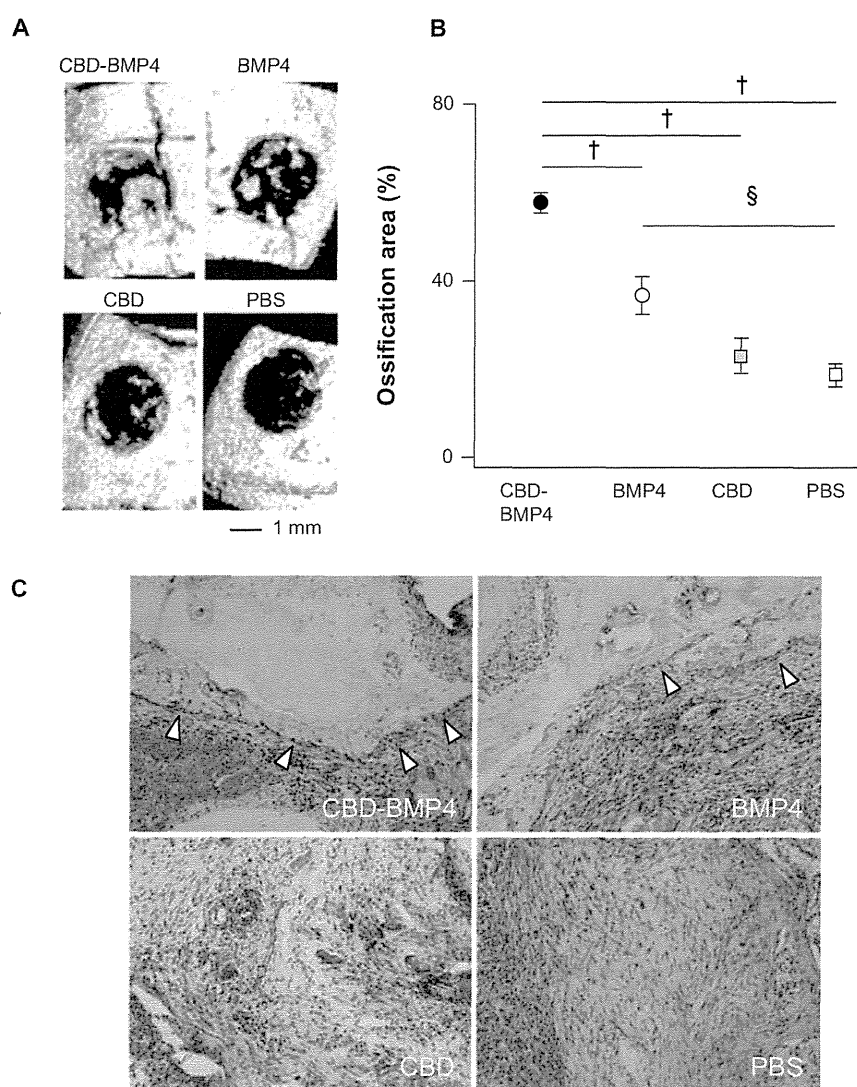 A
CBD-BMP4 BMP4
CBD PBS
1 mm
B
Ossification area (%)
80
40
0
†
†
†
§
CBD-
BMP4
BMP4
CBD
PBS
C
CBD-BMP4
BMP4
CBD
PBS